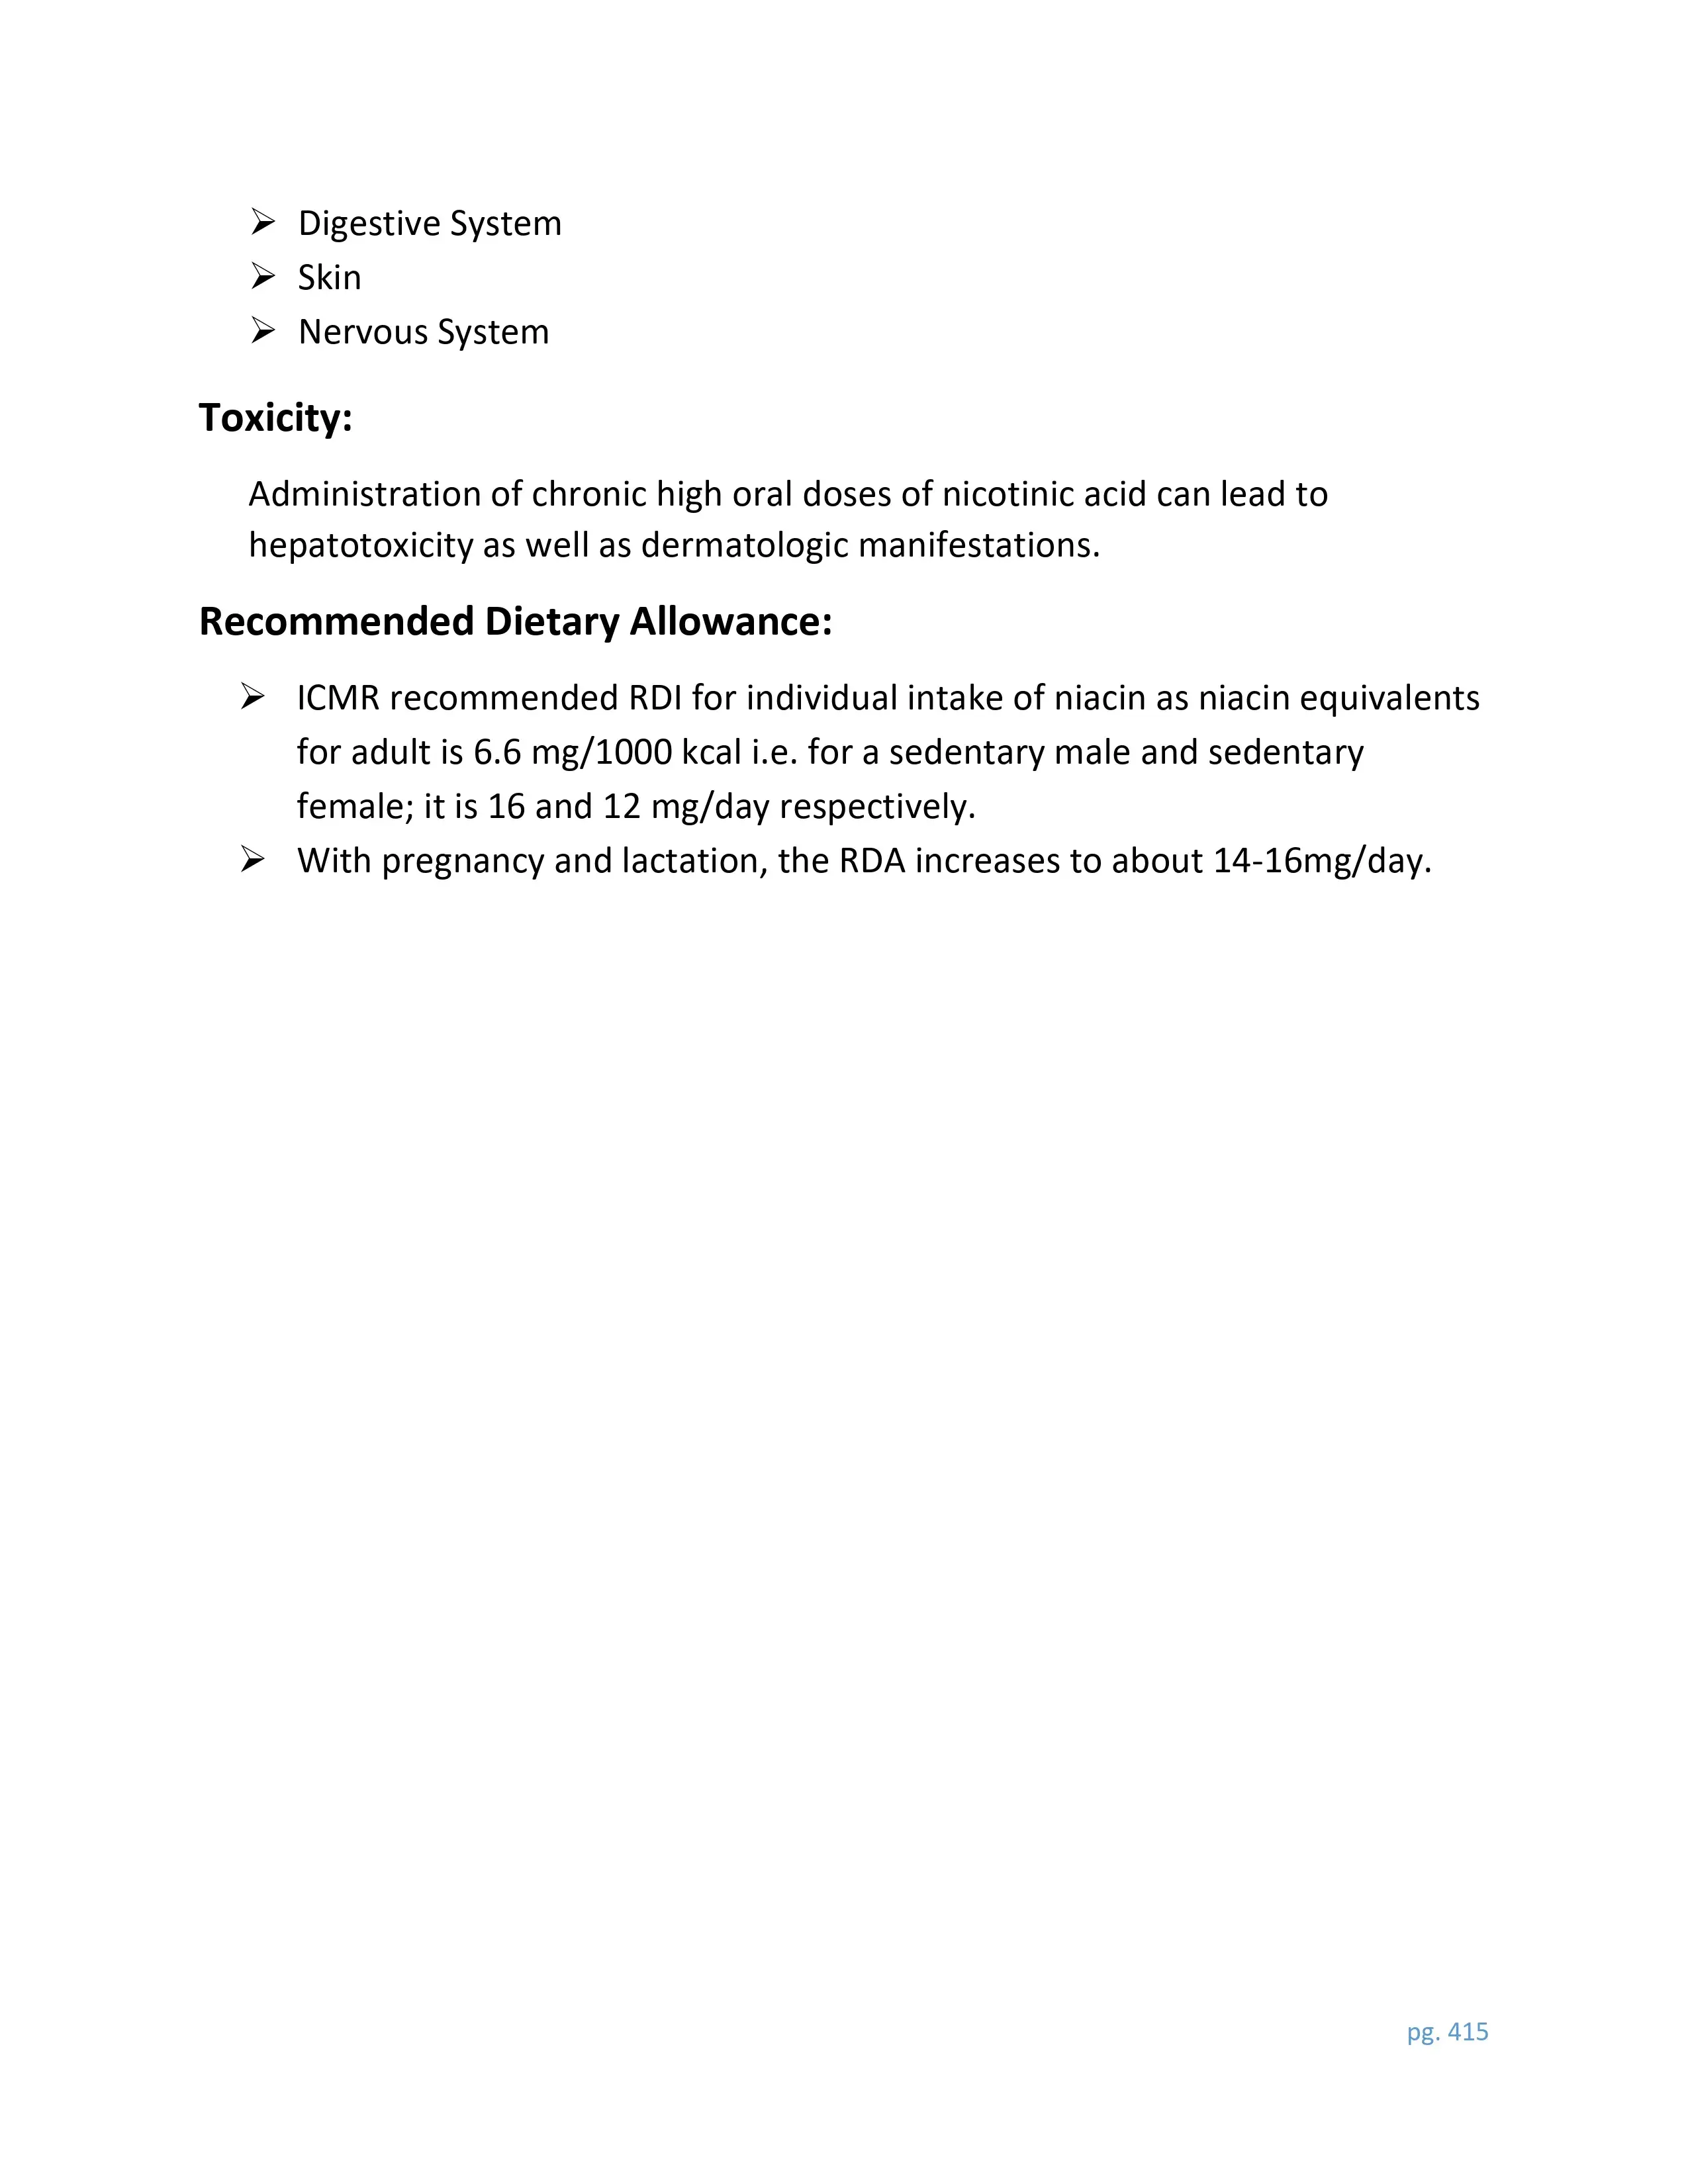 ➢ Digestive System
➢ Skin
➢ Nervous System
Toxicity:
Administration of chronic high oral doses of nicotinic acid can lead to
hepatotoxicity as well as dermatologic manifestations.
Recommended Dietary Allowance:
➢ ICMR recommended RDI for individual intake of niacin as niacin equivalents
for adult is 6.6 mg/1000 kcal i.e. for a sedentary male and sedentary
female; it is 16 and 12 mg/day respectively.
➢ With pregnancy and lactation, the RDA increases to about 14-16mg/day.
pg. 415